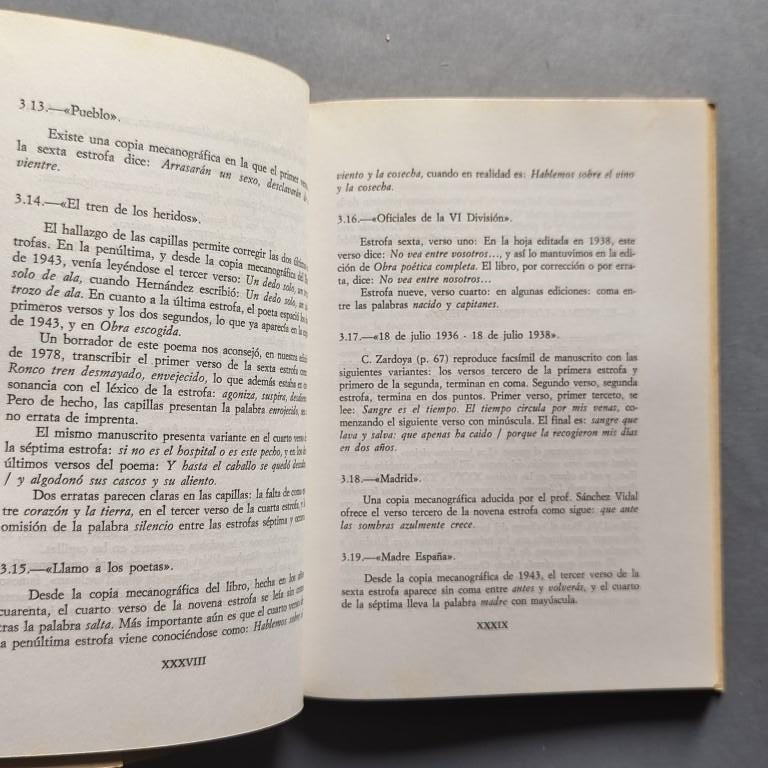 3 13.—«Pueblo».
Existe una copia mecanográfica en la que el primer
la sexta estrofa dice: Arrasarán un sexo, desclavarán
vientre.
3.14.—«El tren de los heridos».
El hallazgo de las capillas permite corregir las dos
trofas. En la penúltima, y desde la copia mecanográfica del
de 1943, venía leyéndose el tercer verso: Un dedo solo, un
solo de ala, cuando Hernández escribió: Un dedo solo, un
trozo de ala. En cuanto a la última estrofa, el poeta espació los
primeros versos y los dos segundos, lo que ya aparecía en la
de 1943, y en Obra escogida.
Un borrador de este poema nos aconsejó, en nuestra
de 1978, transcribir el primer verso de la sexta estrofa
Ronco tren desmayado, envejecido, lo que además estaba en
sonancia con el léxico de la estrofa: agoniza, suspira,
Pero de hecho, las capillas presentan la palabra enrojecido,
no errata de imprenta.
El mismo manuscrito presenta variante en el cuarto verso
la séptima estrofa: si no es el hospital o es este pecho, y en los
últimos versos del poema: Y hasta el caballo se quedó
/ y algodonó sus cascos y su aliento.
Dos erratas parecen claras en las capillas: la falta de coma
tre corazón y la tierra, en el tercer verso de la cuarta estrofa,
omisión de la palabra silencio entre las estrofas séptima y
3.15.—«Llamo a los poetas».
Desde la copia mecanográfica del libro, hecha en los
cuarenta, el cuarto verso de la novena estrofa se leía sin
tras la palabra salta. Más importante aún es que el cuarto verso de
a penúltima estrofa viene conociéndose como: Hablemos sobre
XXXVIII
viento y la cosecha, cuando en realidad es: Hablemos sobre el vino
y la cosecha.
3.16.—«Oficiales de la VI División».
Estrofa sexta, verso uno: En la hoja editada en 1938, este
verso dice: No vea entre vosotros..., y así lo mantuvimos en la edi-
ción de Obra poética completa. El libro, por corrección o por erra-
ta, dice: No vea entre nosotros...
Estrofa nueve, verso cuarto: en algunas ediciones: coma en-
tre las palabras nacido y capitanes.
3.17.—«18 de julio 1936 - 18 de julio 1938».
C. Zardoya (p. 67) reproduce facsímil de manuscrito con las
siguientes variantes: los versos tercero de la primera estrofa y
primero de la segunda, terminan en coma. Segundo verso, segunda
estrofa, termina en dos puntos. Primer verso, primer terceto, se
lee: Sangre es el tiempo. El tiempo circula por mis venas, co-
menzando el siguiente verso con minúscula. El final es: sangre que
lava y salva: que apenas ha caido / porque la recogieron mis días
en dos años.
3.18.—«Madrid».
Una copia mecanográfica aducida por el prof. Sánchez Vidal
ofrece el verso tercero de la novena estrofa como sigue: que ante
las sombras azulmente crece.
3.19.—«Madre España».
Desde la copia mecanográfica de 1943, el tercer verso de la
sexta estrofa aparece sin coma entre antes y volverás, y el cuarto
de la séptima lleva la palabra madre con mayúscula.
XXXIX